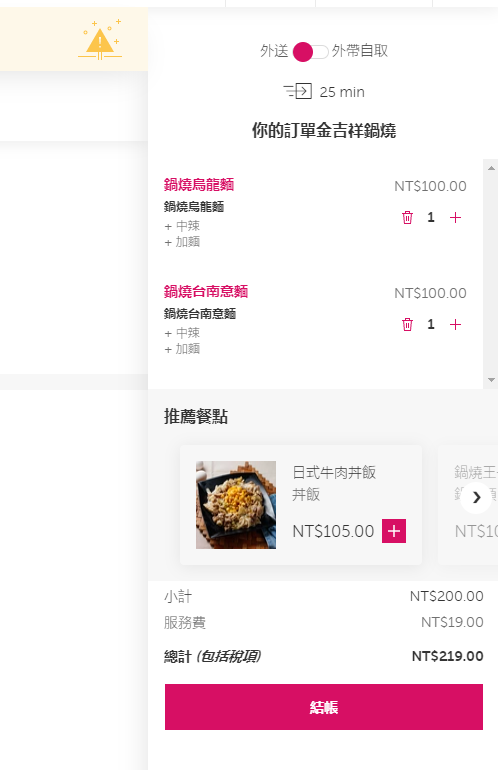 外送 外帶自取
25 min
你的訂單金吉祥鍋燒
鍋燒烏龍麵 NT$100.00
鍋燒烏龍麵 1
+ 中辣
+ 加麵
鍋燒台南意麵 NT$100.00
鍋燒台南意麵 1
+ 中辣
+ 加麵
推薦餐點
日式牛肉丼飯 鍋燒王
丼飯
NT$105.00 NT$10
小計 NT$200.00
服務費 NT$19.00
總計 (包括稅項) NT$219.00
結帳